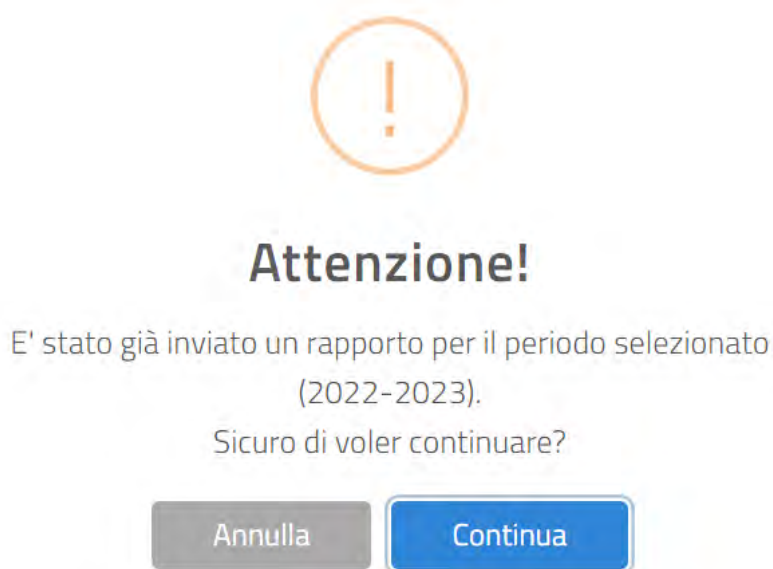 !
Attenzione!
E' stato già inviato un rapporto per il periodo selezionato
(2022-2023).
Sicuro di voler continuare?
Annulla
Continua